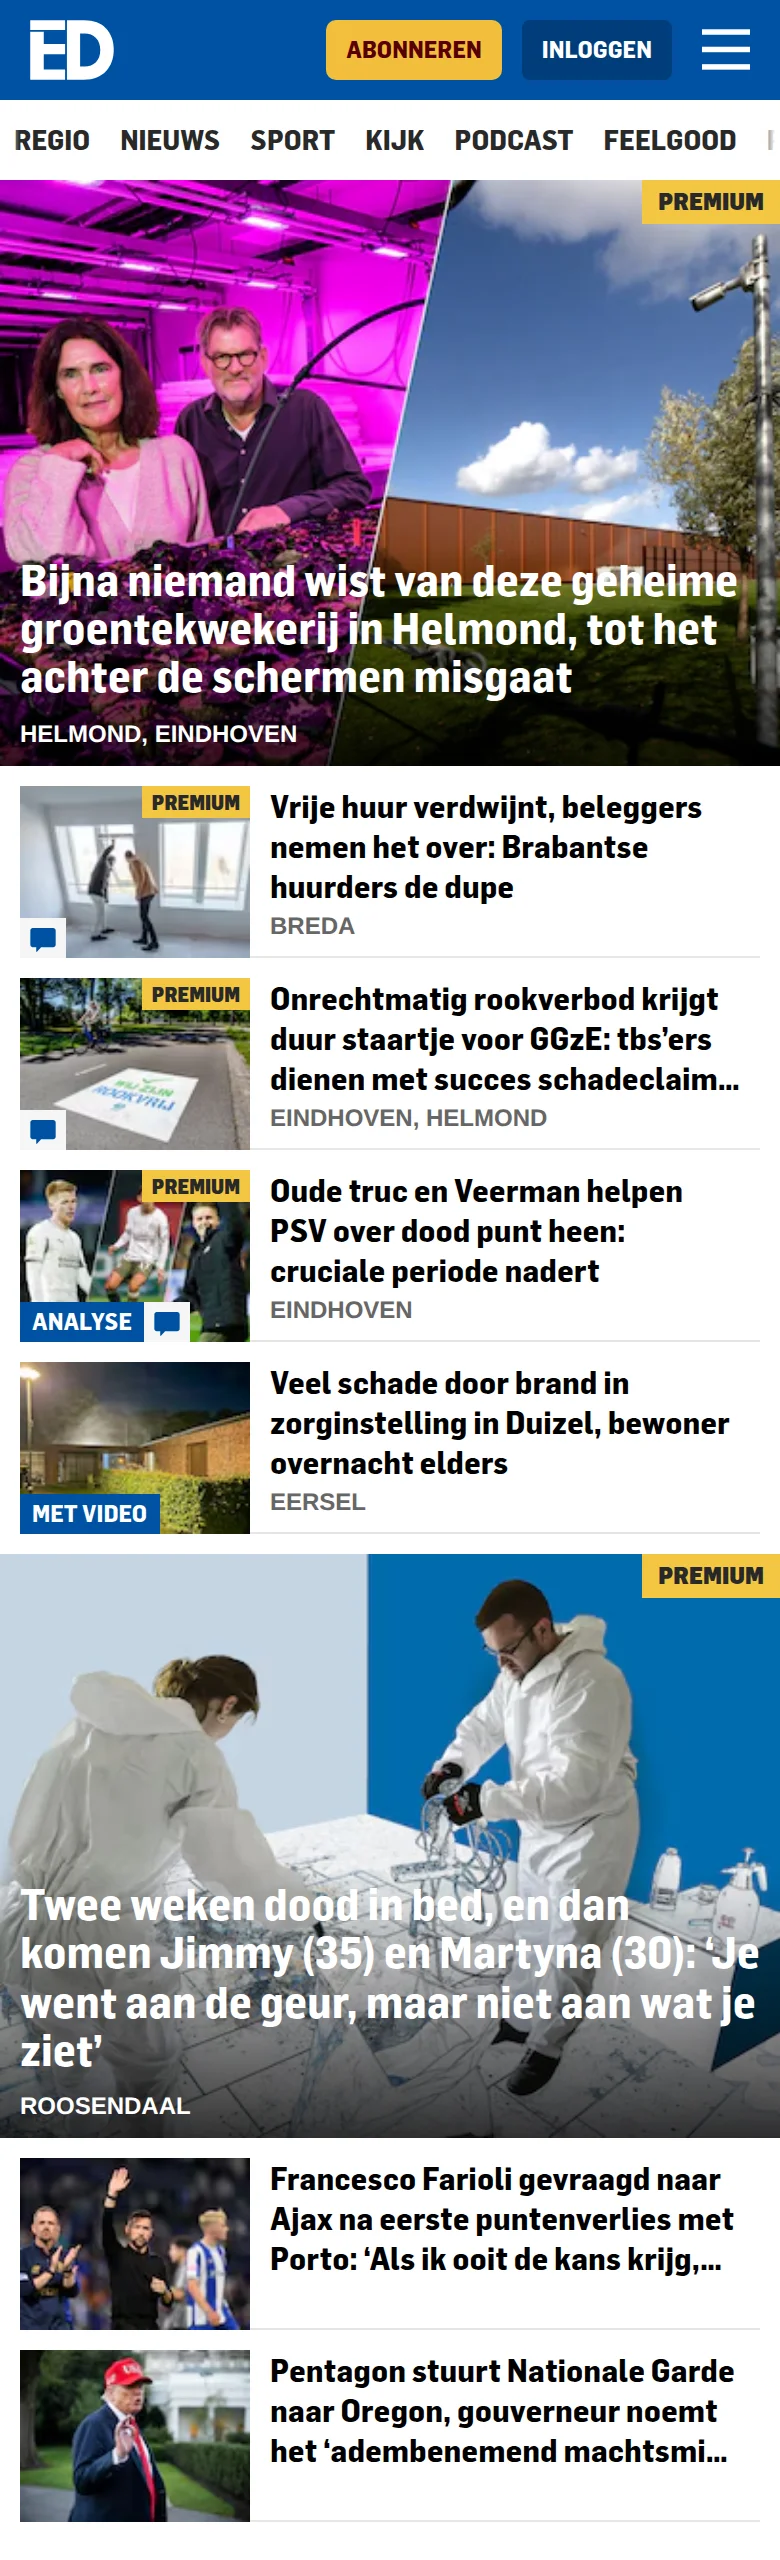 ED
ABONNEREN
INLOGGEN
REGIO NIEUWS SPORT KIJK PODCAST FEELGOOD
PREMIUM
Bijna niemand wist van deze geheime
groentekwekerij in Helmond, tot het
achter de schermen misgaat
HELMOND, EINDHOVEN
PREMIUM
Vrije huur verdwijnt, beleggers
nemen het over: Brabantse
huurders de dupe
BREDA
PREMIUM
WIJ ZIJN
ROOKVRIJ
Onrechtmatig rookverbod krijgt
duur staartje voor GGzE: tbs’ers
dienen met succes schadeclaim...
EINDHOVEN, HELMOND
PREMIUM
ANALYSE
Oude truc en Veerman helpen
PSV over dood punt heen:
cruciale periode nadert
EINDHOVEN
MET VIDEO
Veel schade door brand in
zorginstelling in Duizel, bewoner
overnacht elders
EERSEL
PREMIUM
Twee weken dood in bed, en dan
komen Jimmy (35) en Martyna (30): ‘Je
went aan de geur, maar niet aan wat je
ziet’
ROOSENDAAL
Francesco Farioli gevraagd naar
Ajax na eerste puntenverlies met
Porto: ‘Als ik ooit de kans krijg,...
Pentagon stuurt Nationale Garde
naar Oregon, gouverneur noemt
het ‘adembenemend machtsmi...